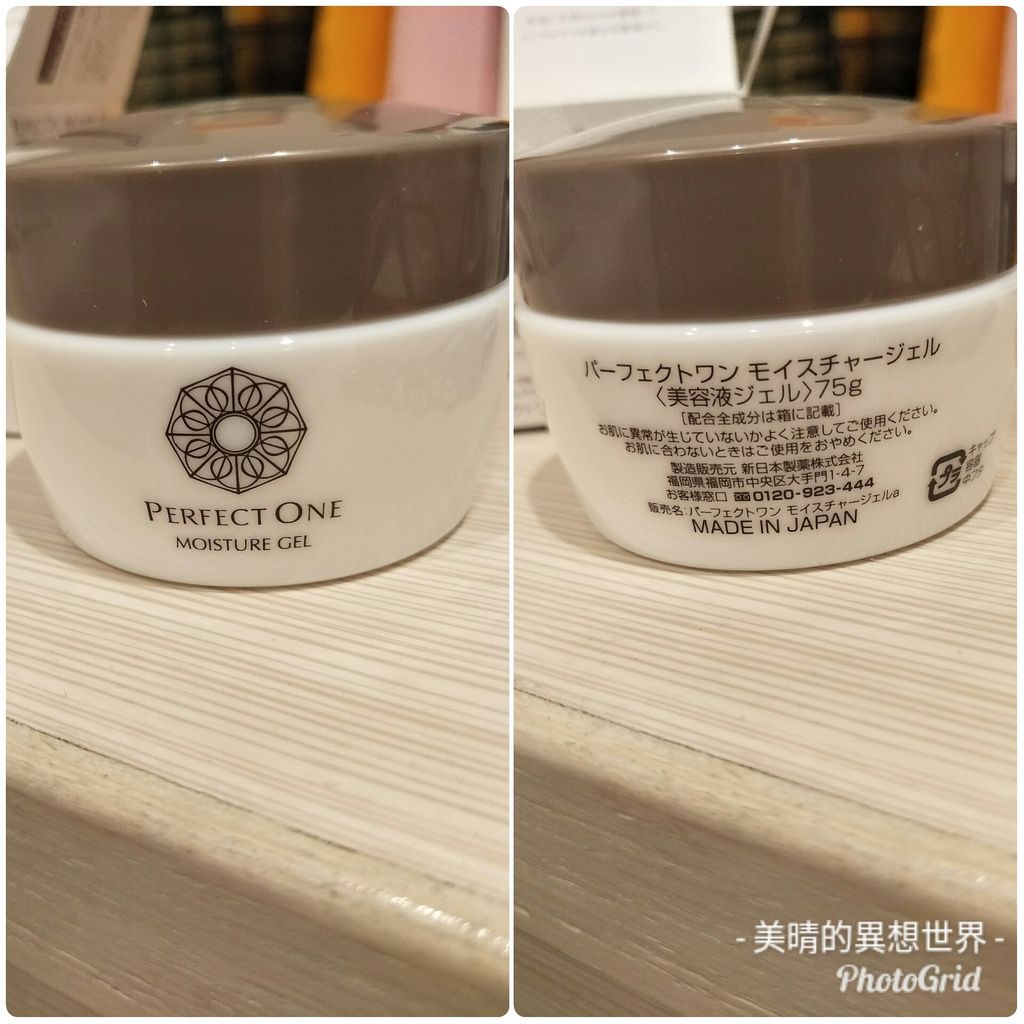 PERFECT ONE
MOISTURE GEL
パーフェクトワン モイスチャージェル
〈美容液ジェル〉75g
[配合全成分は箱に記載]
お肌に異常が生じていないかよく注意してご使用ください。
お肌に合わないときはご使用をおやめください。
製造販売元 新日本製薬株式会社
福岡県福岡市中央区大手門1-4-7
お客様窓口 0120-923-444
販売名:パーフェクトワン モイスチャージェルa
MADE IN JAPAN
プラ
キャップ
容器
中フタ
- 美晴的異想世界 -
PhotoGrid